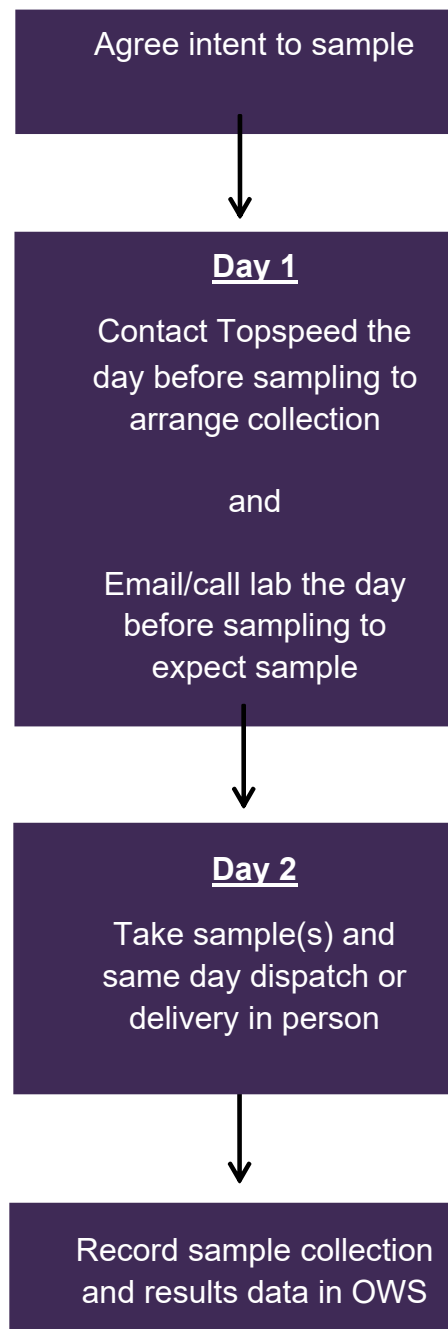 Agree intent to sample
Day 1
Contact Topspeed the
day before sampling to
arrange collection
and
Email/call lab the day
before sampling to
expect sample
Day 2
Take sample(s) and
same day dispatch or
delivery in person
Record sample collection
and results data in OWS